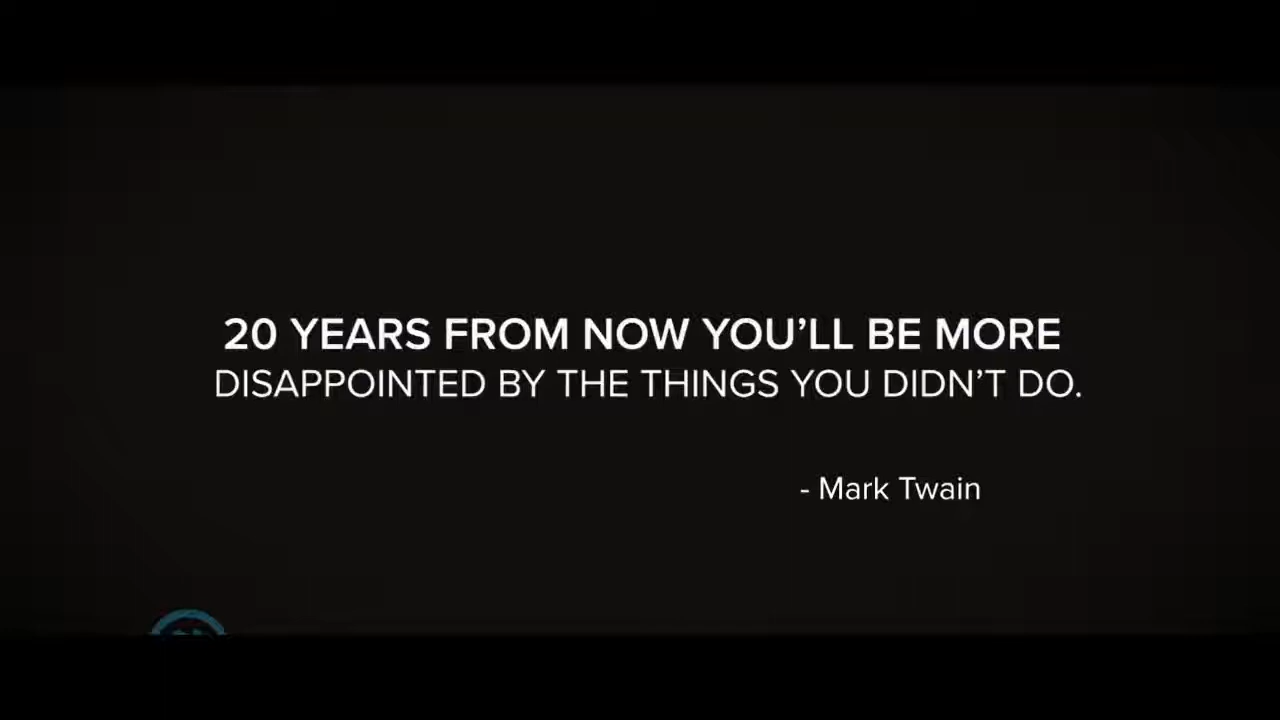 20 YEARS FROM NOW YOU’LL BE MORE
DISAPPOINTED BY THE THINGS YOU DIDN’T DO.
- Mark Twain